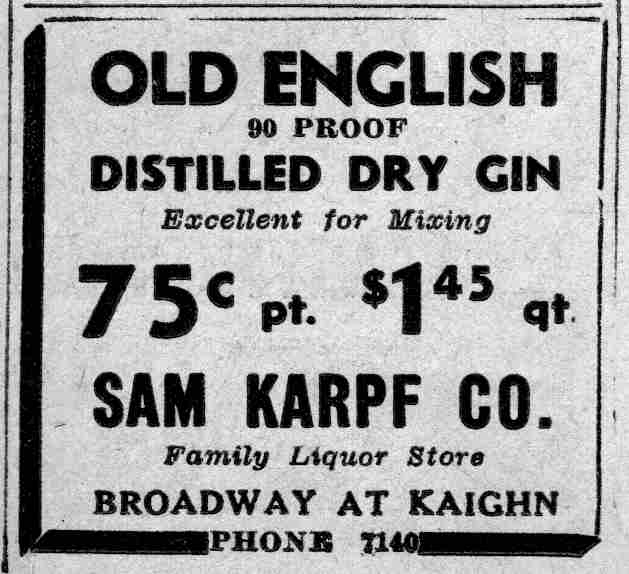 OLD ENGLISH
90 PROOF
DISTILLED DRY GIN
Excellent for Mixing
75c pt. $1 45 qt.
SAM KARPF CO.
Family Liquor Store
BROADWAY AT KAIGHN
PHONE 7140